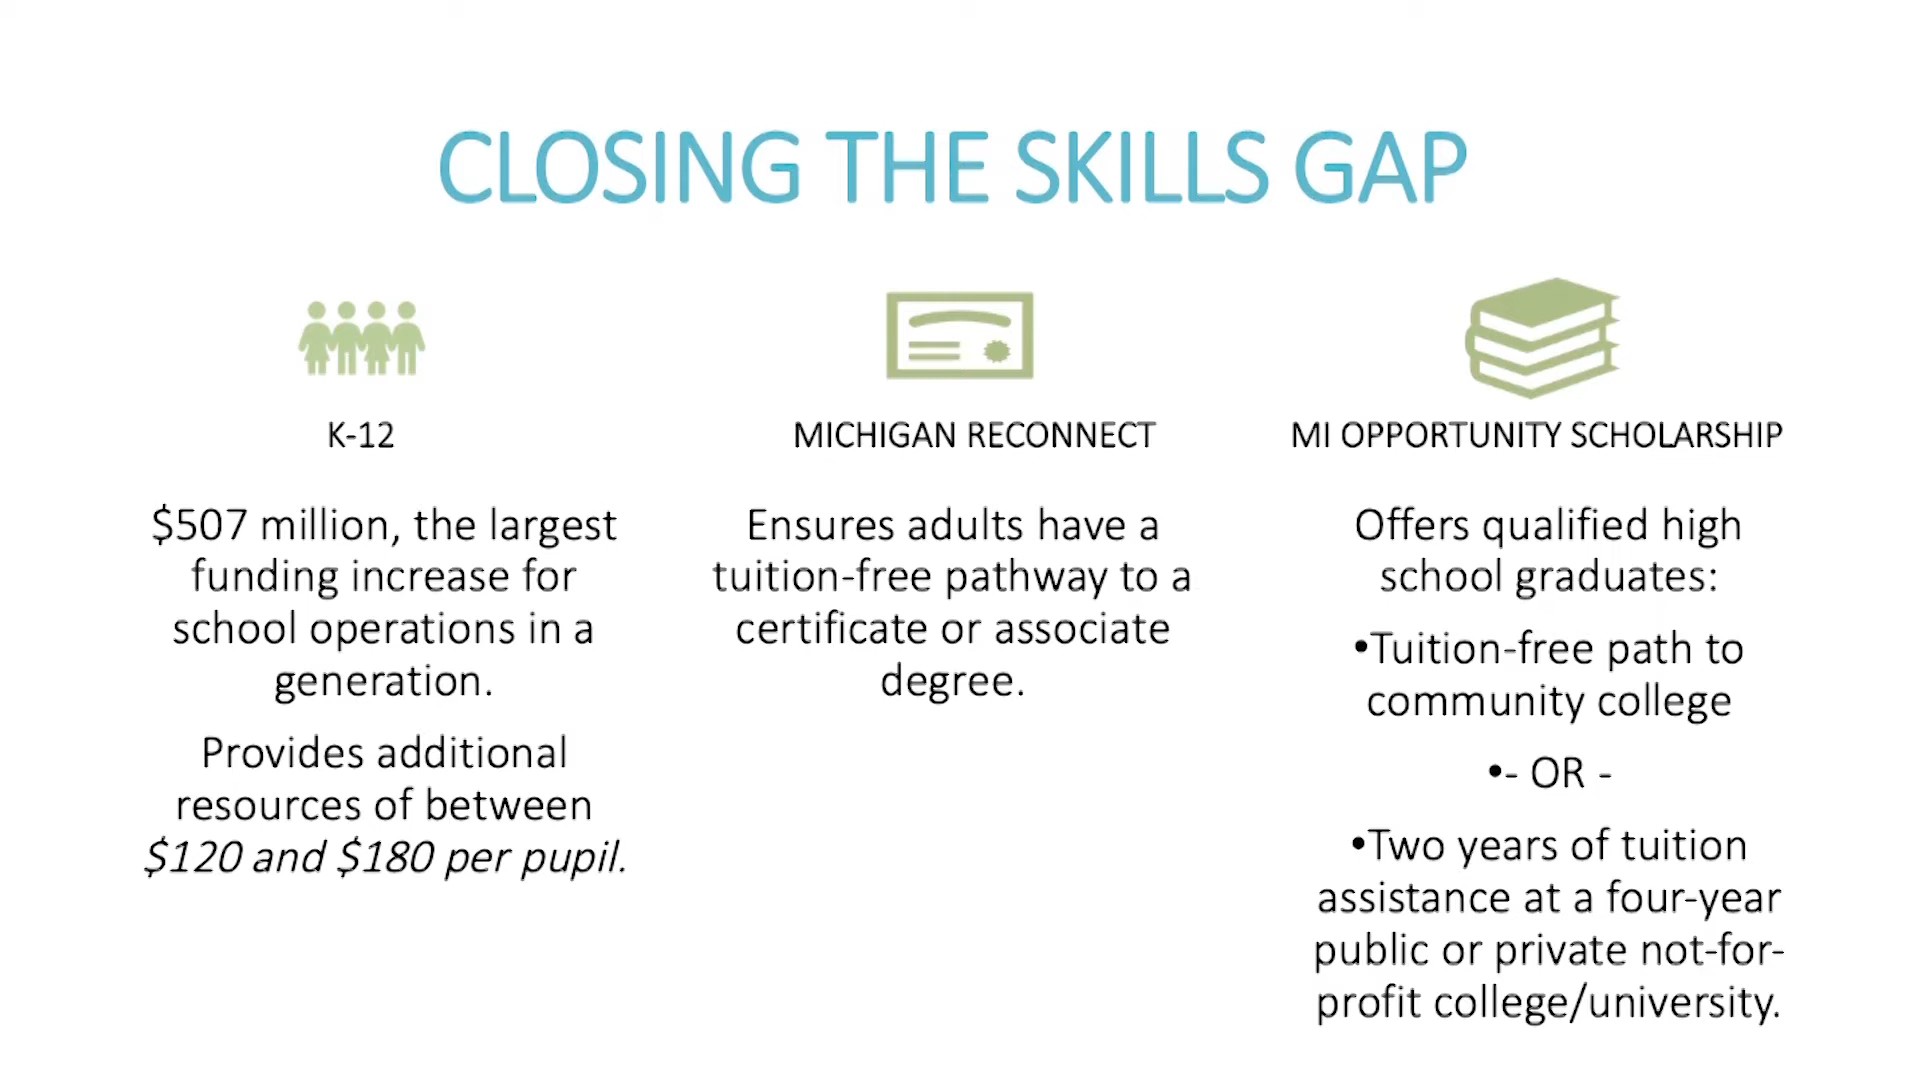 CLOSING THE SKILLS GAP
K-12
$507 million, the largest
funding increase for
school operations in a
generation.
Provides additional
resources of between
$120 and $180 per pupil.
MICHIGAN RECONNECT
Ensures adults have a
tuition-free pathway to a
certificate or associate
degree.
MI OPPORTUNITY SCHOLARSHIP
Offers qualified high
school graduates:
•Tuition-free path to
community college
•- OR -
•Two years of tuition
assistance at a four-year
public or private not-for-
profit college/university.